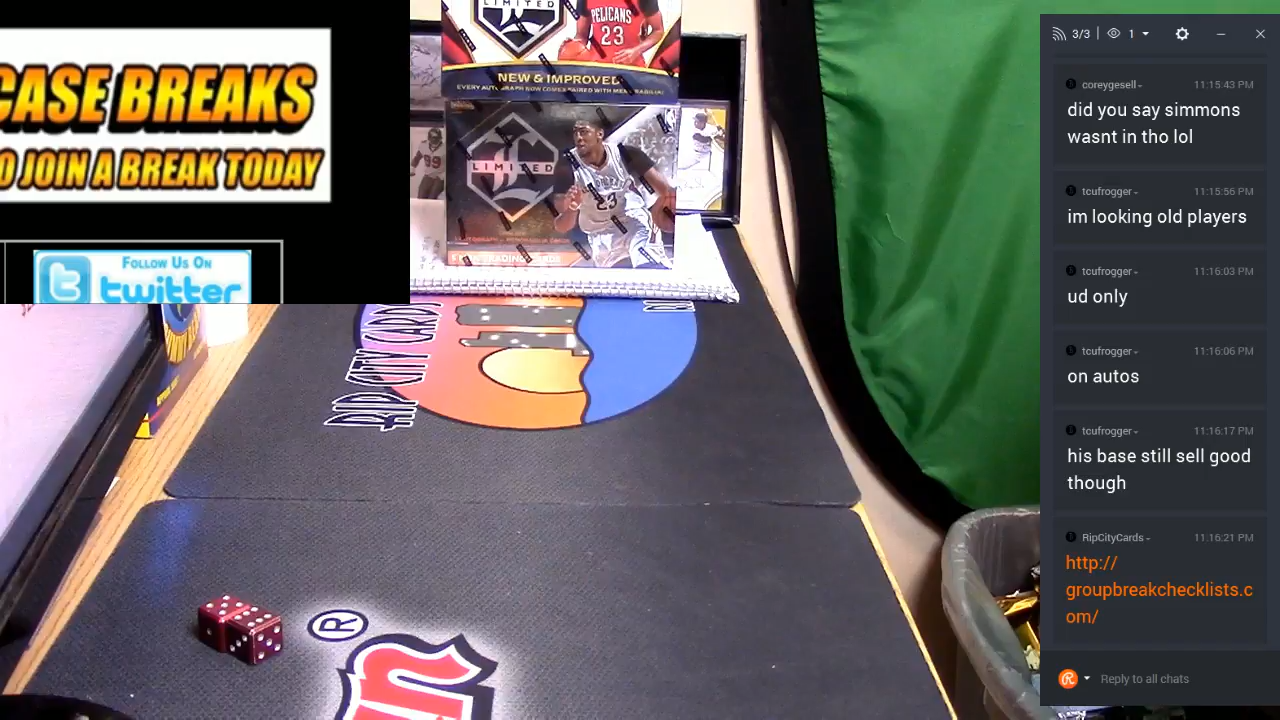 CASE BREAKS
O JOIN A BREAK TODAY
FOLLOW US ON
twitter
LIMITED
PELICANS
23
NEW & IMPROVED
EVERY AUTOGRAPH NOW COMES PAIRED WITH MEMORABILIA!
LIMITED
23
RIP CITY CARDS
®
3/3 | 1
coreygesell 11:15:43 PM
did you say simmons
wasnt in tho lol
tcufrogger 11:15:56 PM
im looking old players
tcufrogger 11:16:03 PM
ud only
tcufrogger 11:16:06 PM
on autos
tcufrogger 11:16:17 PM
his base still sell good
though
RipCityCards 11:16:21 PM
http://
groupbreakchecklists.c
om/
Reply to all chats